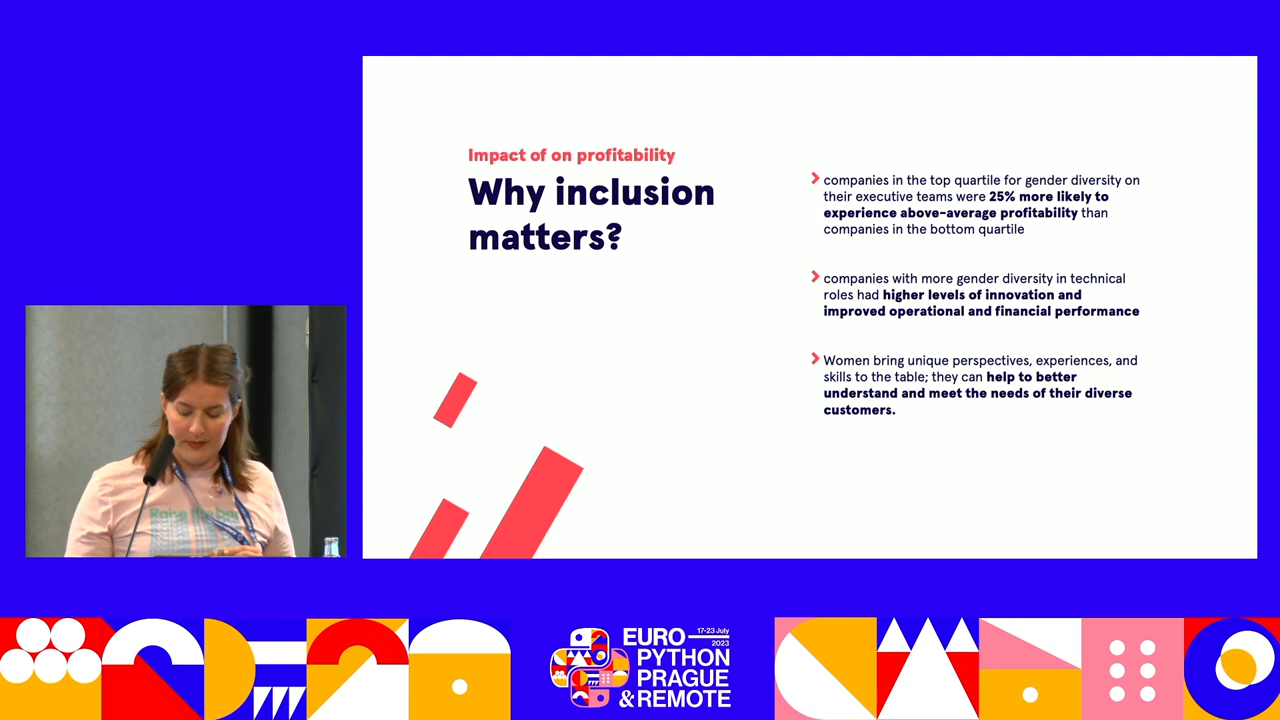 Impact of on profitability
Why inclusion
matters?
companies in the top quartile for gender diversity on
their executive teams were 25% more likely to
experience above-average profitability than
companies in the bottom quartile
companies with more gender diversity in technical
roles had higher levels of innovation and
improved operational and financial performance
Women bring unique perspectives, experiences, and
skills to the table; they can help to better
understand and meet the needs of their diverse
customers.
Raise the bar
EURO 17-23 July
2023
PYTHON
PRAGUE
& REMOTE